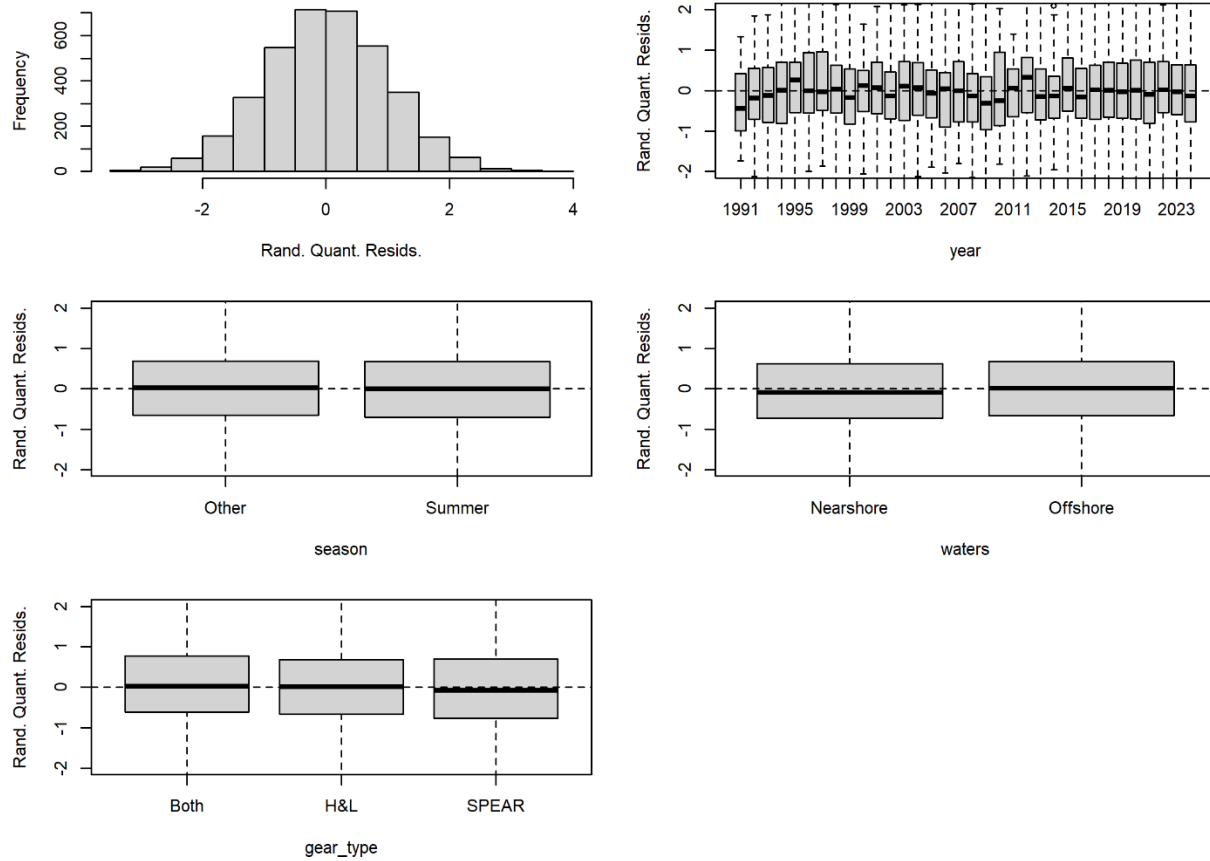 Frequency
0
200
400
600
-2
0
2
4
Rand. Quant. Resids.
Rand. Quant. Resids.
-2
-1
0
1
2
1991 1995 1999 2003 2007 2011 2015 2019 2023
year
Rand. Quant. Resids.
-2
-1
0
1
2
Other Summer
season
Rand. Quant. Resids.
-2
-1
0
1
2
Nearshore Offshore
waters
Rand. Quant. Resids.
-2
-1
0
1
2
Both H&L SPEAR
gear_type